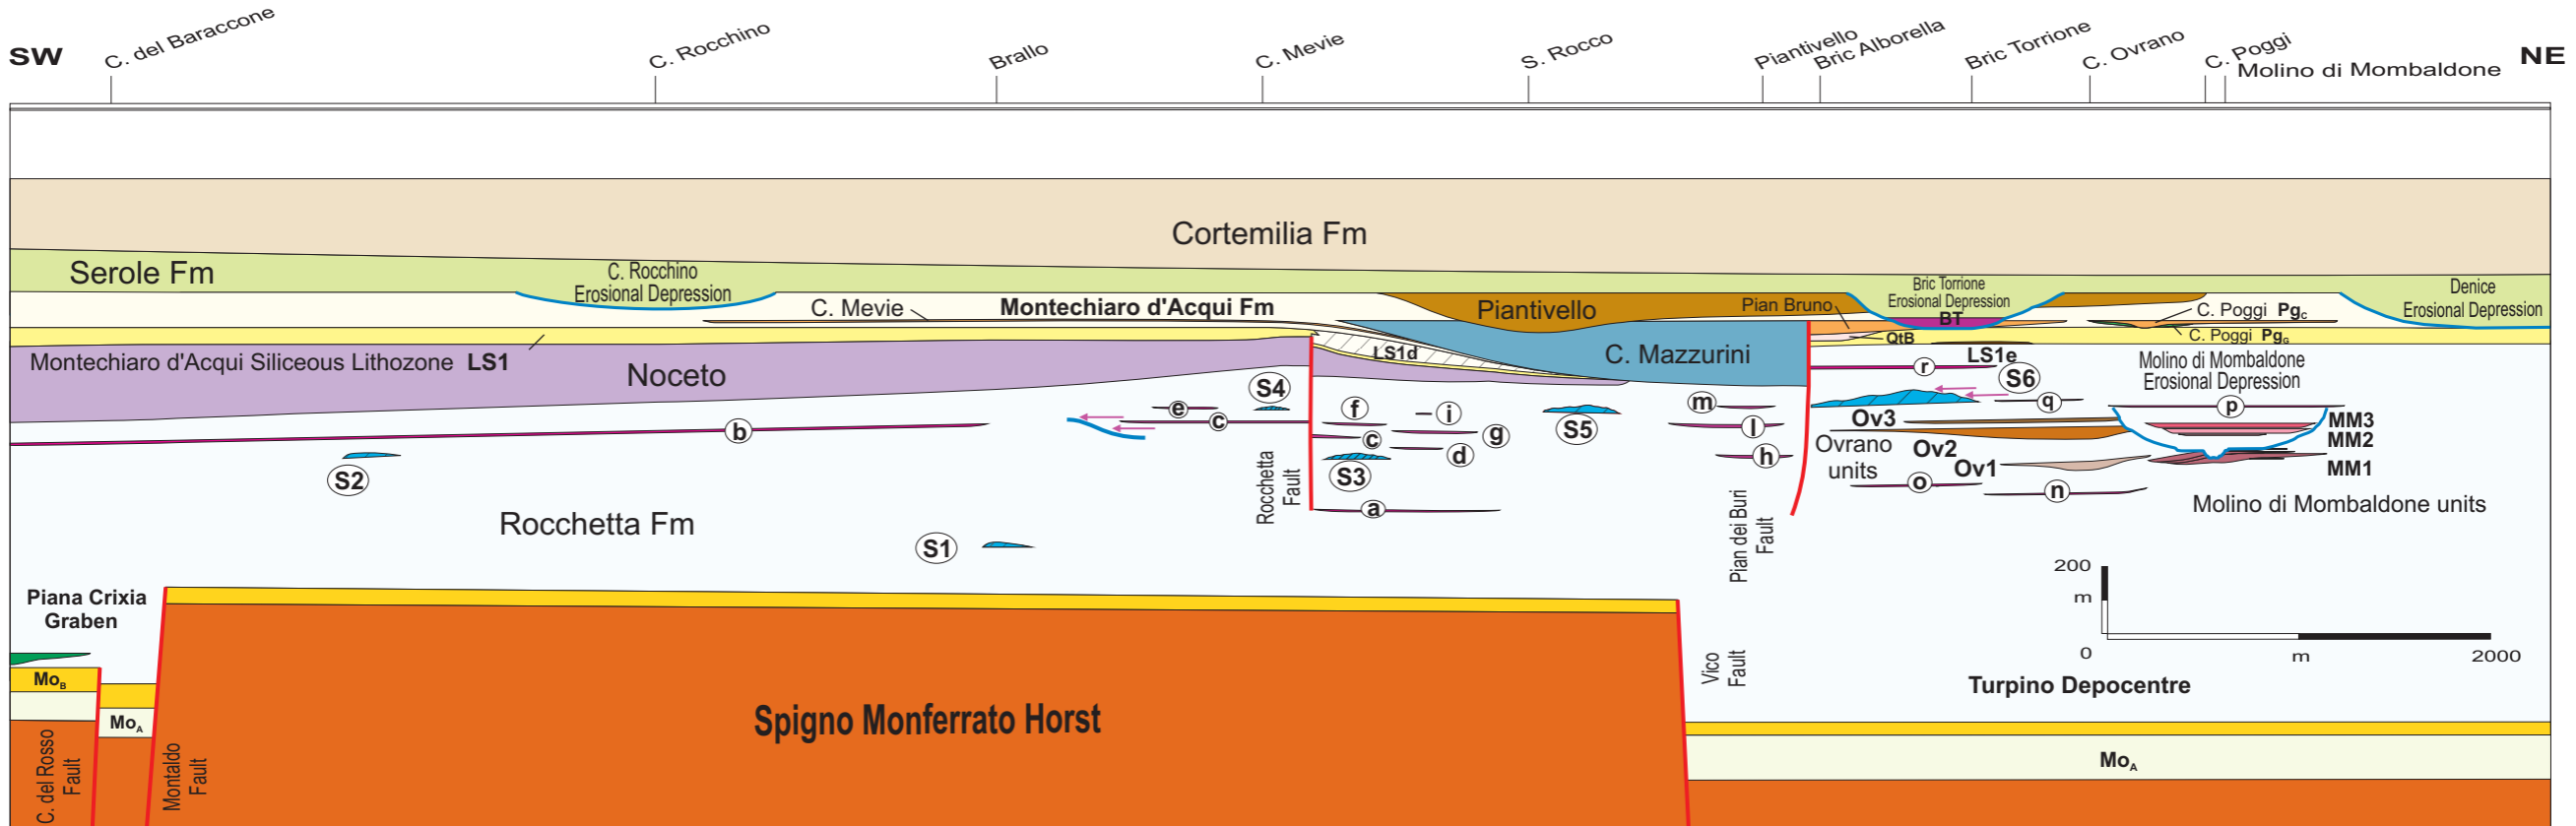 SW
C. del Baraccone
C. Rocchino
Brallo
C. Mevie
S. Rocco
Piantivello
Bric Alborella
Bric Torrione
C. Ovrano
C. Poggi
Molino di Mombaldone
NE
Cortemilia Fm
Serole Fm
C. Rocchino
Erosional Depression
C. Mevie
Montechiaro d'Acqui Fm
Piantivello
Pian Bruno
Bric Torrione
Erosional Depression
BT
C. Poggi PgC
Denice
Erosional Depression
QtB
C. Poggi PgG
Montechiaro d'Acqui Siliceous Lithozone LS1
Noceto
LS1d
C. Mazzurini
LS1e
Molino di Mombaldone
Erosional Depression
r
S6
S4
e
c
f
i
m
q
p
b
c
g
S5
l
Ov3
MM3
d
Ovrano
units
Ov2
MM2
S2
S3
h
Ov1
MM1
Rocchetta
Fault
a
o
n
Molino di Mombaldone units
Rocchetta Fm
S1
Pian dei Buri
Fault
200
m
0
m
2000
Piana Crixia
Graben
Vico
Fault
Turpino Depocentre
MoB
MoA
Spigno Monferrato Horst
MoA
C. del Rosso
Fault
Montaldo
Fault